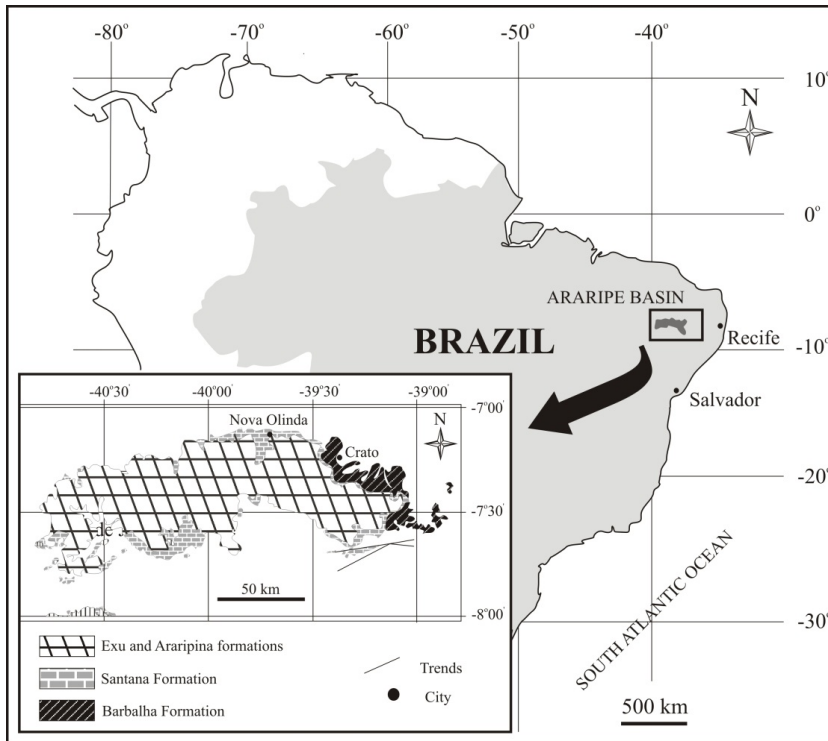 -80° -70° -60° -50° -40°
10°
N
0°
ARARIPE BASIN
BRAZIL
Recife
-10°
Salvador
-20°
-30°
SOUTH ATLANTIC OCEAN
500 km
-40°30' -40°00' -39°30' -39°00'
-7°00'
Nova Olinda
N
Crato
-7°30'
de J
50 km
-8°00'
Exu and Araripina formations
Santana Formation
Barbalha Formation
Trends
City